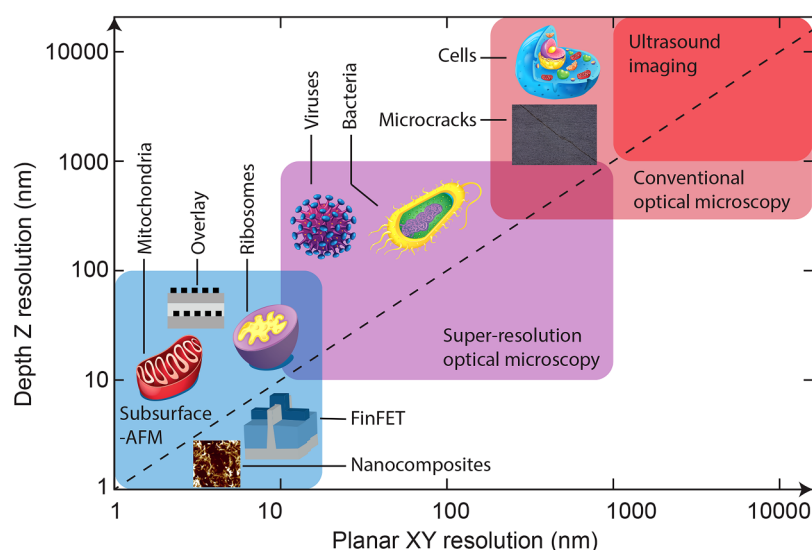 10000
1000
100
10
1
Depth Z resolution (nm)
Mitochondria
Overlay
Ribosomes
Viruses
Bacteria
Cells
Microcracks
Ultrasound
imaging
Conventional
optical microscopy
Super-resolution
optical microscopy
Subsurface
-AFM
FinFET
Nanocomposites
1
10
100
1000
10000
Planar XY resolution (nm)